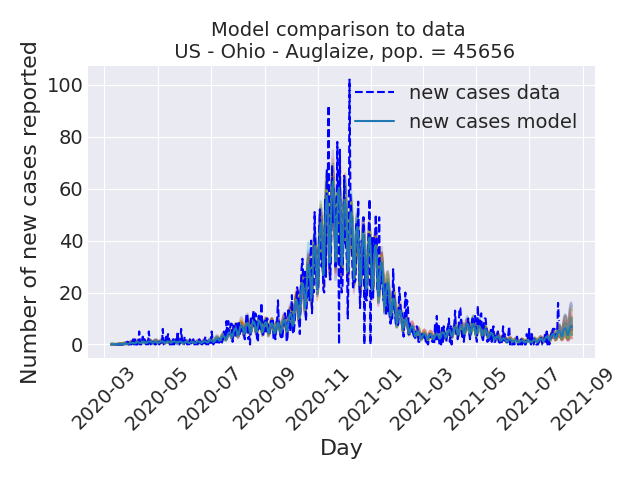 Model comparison to data
US - Ohio - Auglaize, pop. = 45656
Number of new cases reported
100
80
60
40
20
0
new cases data
new cases model
2020-03
2020-05
2020-07
2020-09
2020-11
2021-01
2021-03
2021-05
2021-07
2021-09
Day